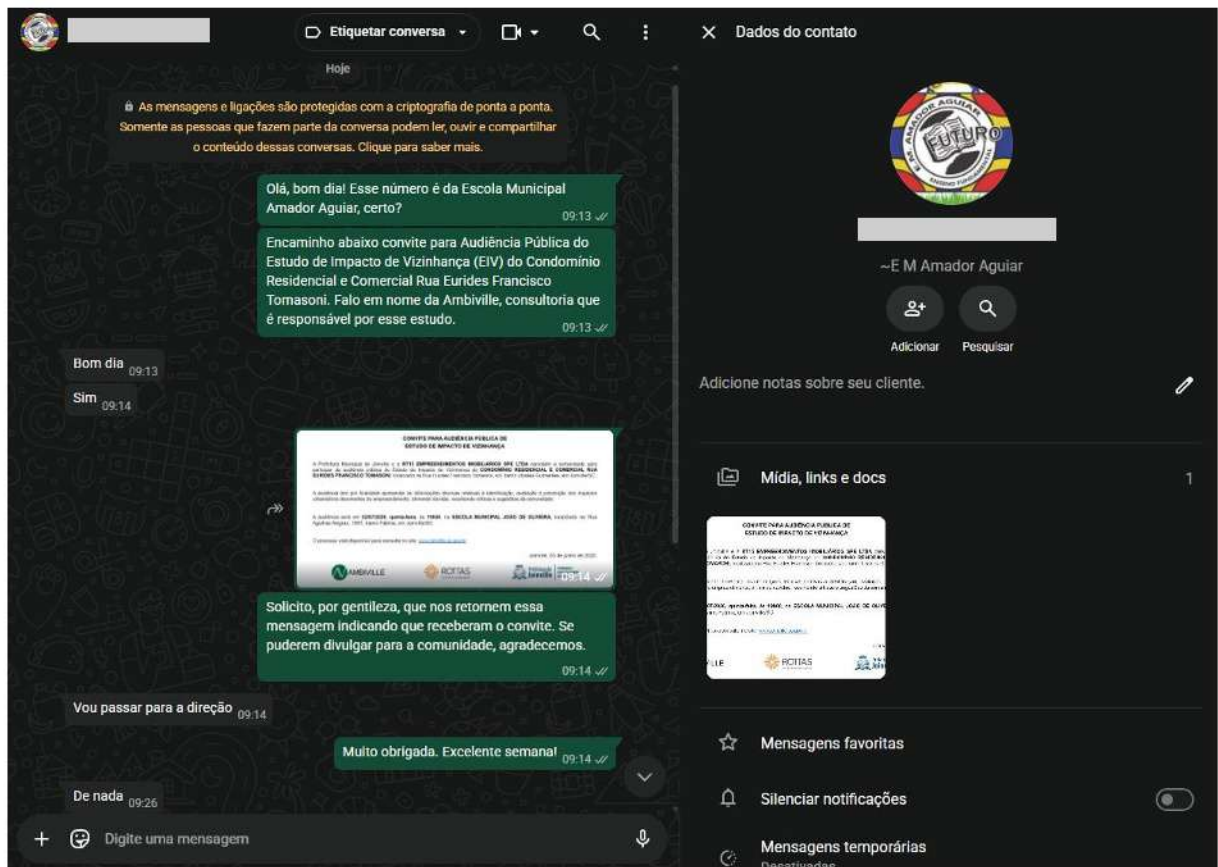 Etiquetar conversa
Hoje
As mensagens e ligações são protegidas com a criptografia de ponta a ponta.
Somente as pessoas que fazem parte da conversa podem ler, ouvir e compartilhar
o conteúdo dessas conversas. Clique para saber mais.
Olá, bom dia! Esse número é da Escola Municipal
Amador Aguiar, certo?
09:13
Encaminho abaixo convite para Audiência Pública do
Estudo de Impacto de Vizinhança (EIV) do Condomínio
Residencial e Comercial Rua Eurides Francisco
Tomasoni. Falo em nome da Ambiville, consultoria que
é responsável por esse estudo.
09:13
Bom dia 09:13
Sim 09:14
CONVITE PARA AUDIÊNCIA PÚBLICA DE
ESTUDO DE IMPACTO DE VIZINHANÇA
AMBIVILLE
ROTTAS
Joinville
09:14
Solicito, por gentileza, que nos retornem essa
mensagem indicando que receberam o convite. Se
puderem divulgar para a comunidade, agradecemos.
09:14
Vou passar para a direção 09:14
Muito obrigada. Excelente semana! 09:14
De nada 09:26
Digite uma mensagem
Dados do contato
E. M. AMADOR AGUIAR
FUTURO
ENSINO FUNDAMENTAL
~E M Amador Aguiar
Adicionar Pesquisar
Adicione notas sobre seu cliente.
Mídia, links e docs 1
CONVITE PARA AUDIÊNCIA PÚBLICA DE
ESTUDO DE IMPACTO DE VIZINHANÇA
ROTTAS
Mensagens favoritas
Silenciar notificações
Mensagens temporárias
Desativadas